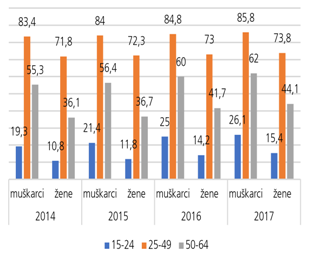 83,4 84 84,8 85,8
71,8 72,3 73 73,8
55,3 56,4 60 62
36,1 36,7 41,7 44,1
19,3 21,4 25 26,1
10,8 11,8 14,2 15,4
muškarci žene muškarci žene muškarci žene muškarci žene
2014 2015 2016 2017
15-24 25-49 50-64